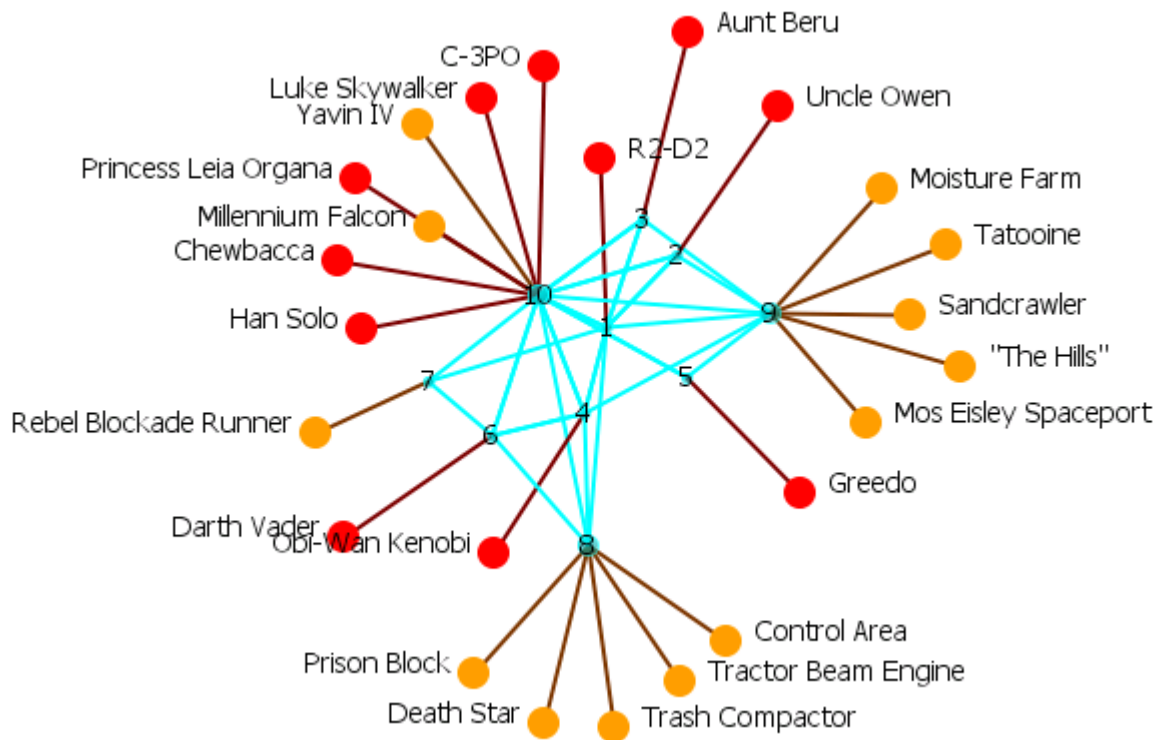 Aunt Beru
C-3PO
Luke Skywalker
Uncle Owen
Yavin IV
R2-D2
Princess Leia Organa
Moisture Farm
Millennium Falcon
3
Tatooine
Chewbacca
2
10
Sandcrawler
9
Han Solo
1
"The Hills"
5
7
4
Mos Eisley Spaceport
Rebel Blockade Runner
6
Greedo
Darth Vader
Obi-Wan Kenobi
8
Control Area
Prison Block
Tractor Beam Engine
Death Star
Trash Compactor